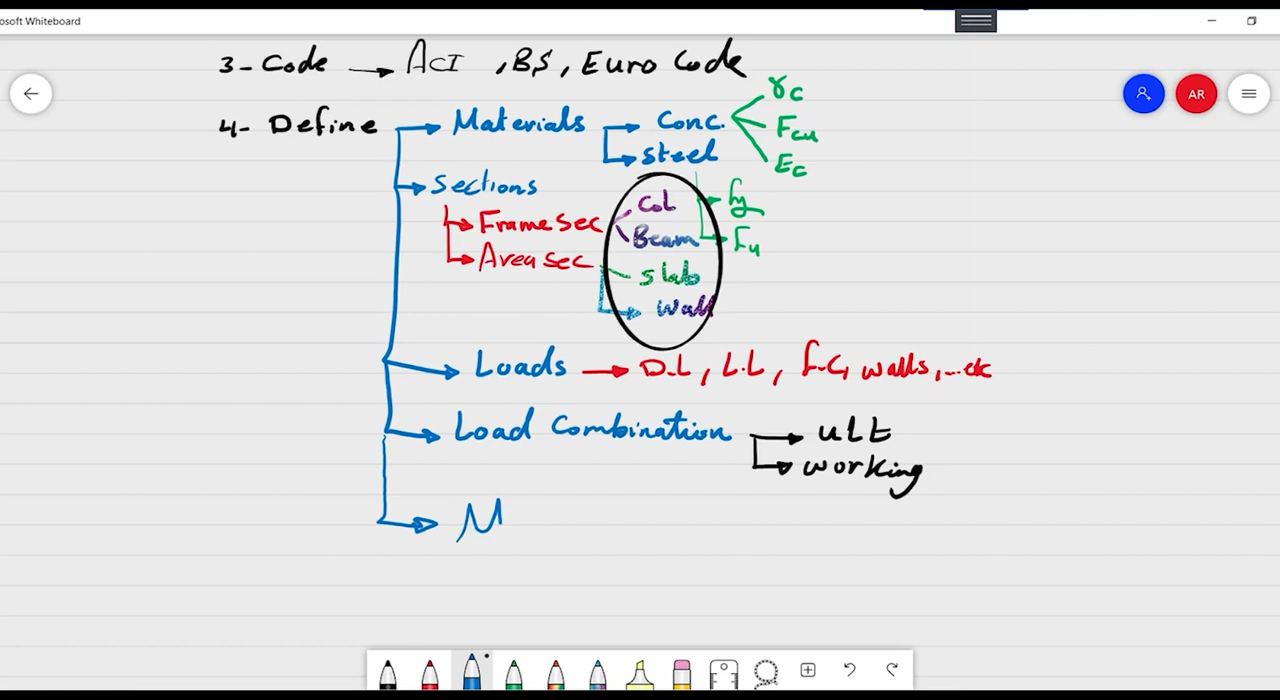 osoft Whiteboard
3- Code → ACI, BS, Euro Code
AR
4- Define → Materials → Conc. γc
Fcu
→ Steel Ec
→ Sections
Col fy
→ Frame Sec
Beam Fu
→ Area Sec
slab
→ Wall
→ Loads → D.L, L.L, F.C, walls, ...etc
→ Load Combination → ULt
→ working
→ M